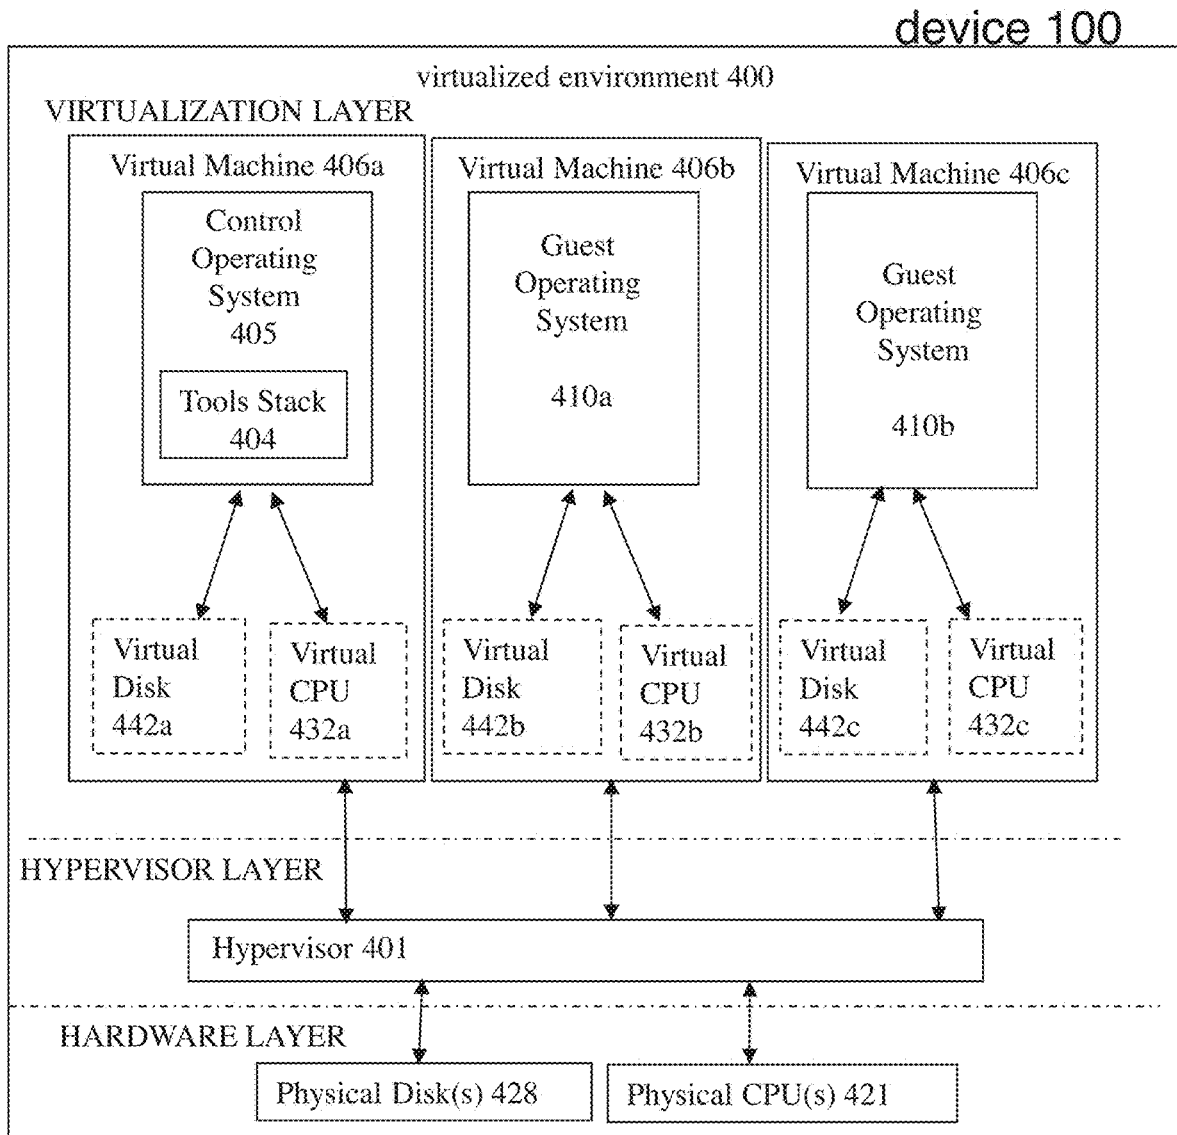 device 100
virtualized environment 400
VIRTUALIZATION LAYER
Virtual Machine 406a
Control
Operating
System
405
Tools Stack
404
Virtual
Disk
442a
Virtual
CPU
432a
Virtual Machine 406b
Guest
Operating
System
410a
Virtual
Disk
442b
Virtual
CPU
432b
Virtual Machine 406c
Guest
Operating
System
410b
Virtual
Disk
442c
Virtual
CPU
432c
HYPERVISOR LAYER
Hypervisor 401
HARDWARE LAYER
Physical Disk(s) 428
Physical CPU(s) 421